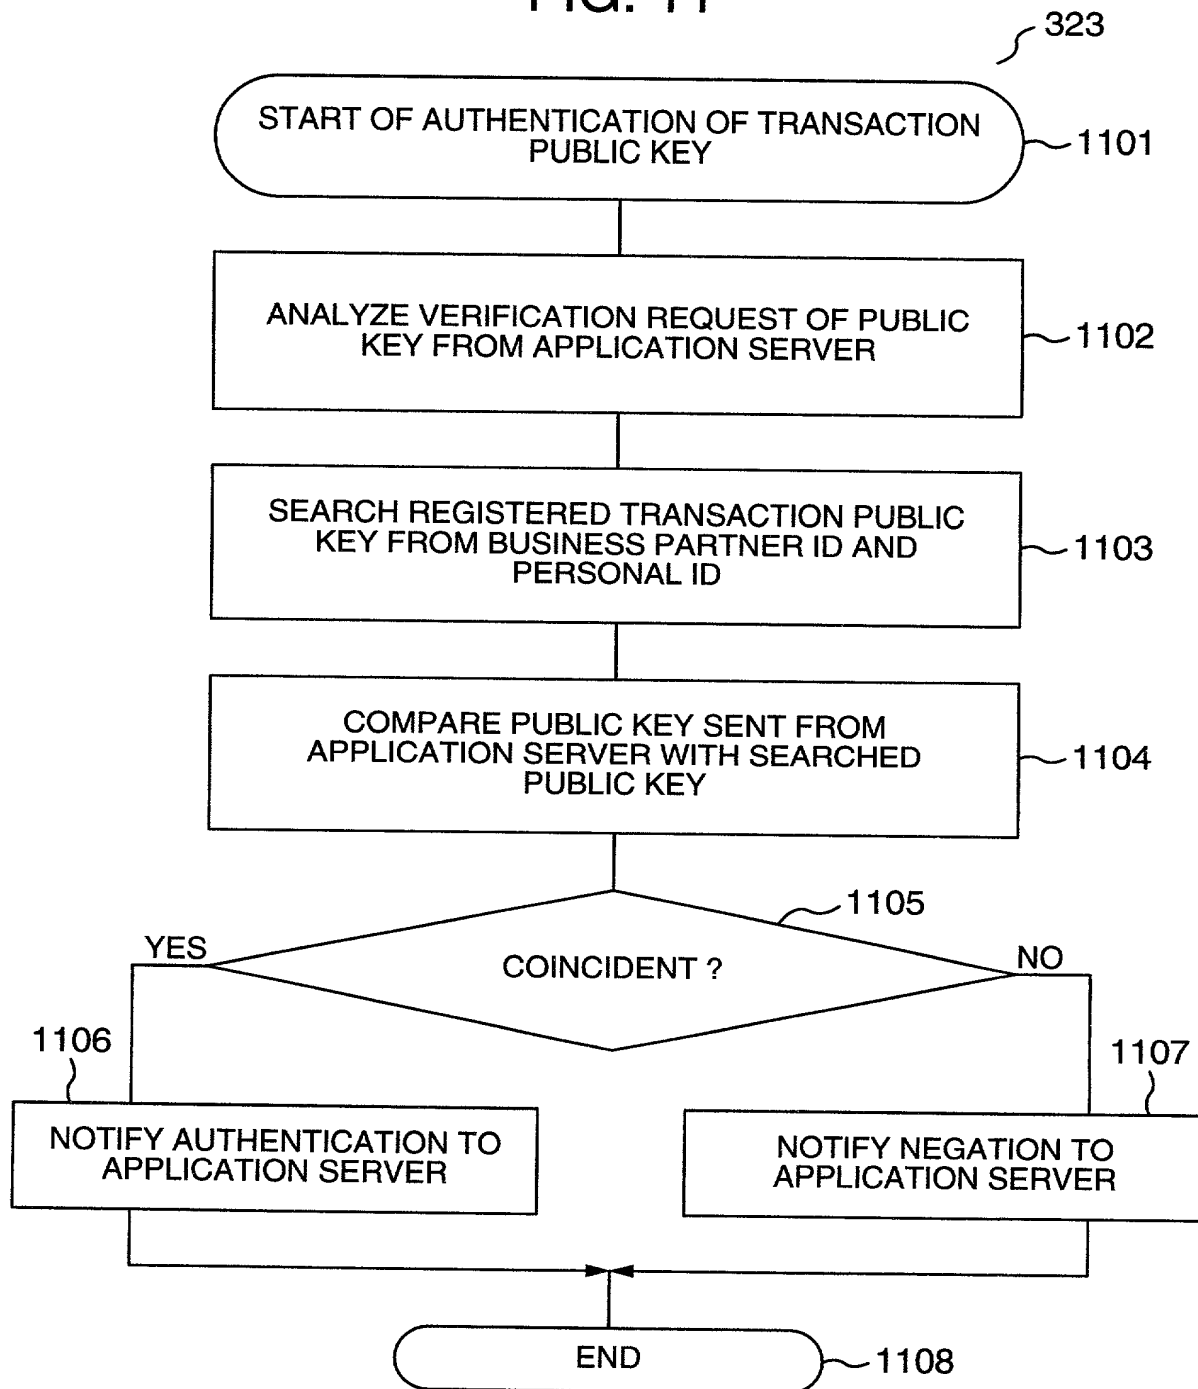 FIG. 11
323
START OF AUTHENTICATION OF TRANSACTION
PUBLIC KEY
1101
ANALYZE VERIFICATION REQUEST OF PUBLIC
KEY FROM APPLICATION SERVER
1102
SEARCH REGISTERED TRANSACTION PUBLIC
KEY FROM BUSINESS PARTNER ID AND
PERSONAL ID
1103
COMPARE PUBLIC KEY SENT FROM
APPLICATION SERVER WITH SEARCHED
PUBLIC KEY
1104
1105
YES
COINCIDENT ?
NO
1106
1107
NOTIFY AUTHENTICATION TO
APPLICATION SERVER
NOTIFY NEGATION TO
APPLICATION SERVER
END
1108